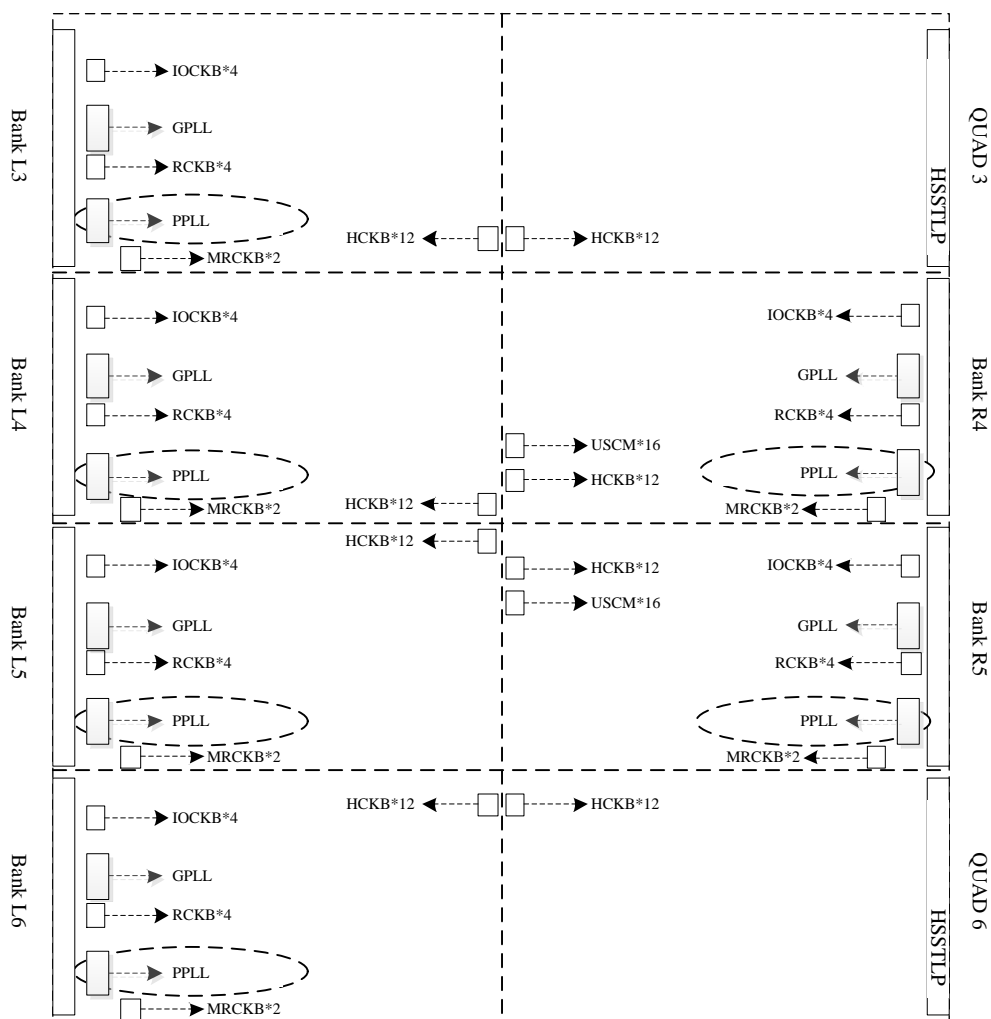 Bank L3
IOCKB*4
GPLL
RCKB*4
PPLL
MRCKB*2
HCKB*12
HCKB*12
HSSTLP
QUAD 3
Bank L4
IOCKB*4
GPLL
RCKB*4
PPLL
MRCKB*2
HCKB*12
USCM*16
HCKB*12
IOCKB*4
GPLL
RCKB*4
PPLL
MRCKB*2
Bank R4
Bank L5
IOCKB*4
GPLL
RCKB*4
PPLL
MRCKB*2
HCKB*12
HCKB*12
USCM*16
IOCKB*4
GPLL
RCKB*4
PPLL
MRCKB*2
Bank R5
Bank L6
IOCKB*4
GPLL
RCKB*4
PPLL
MRCKB*2
HCKB*12
HCKB*12
HSSTLP
QUAD 6